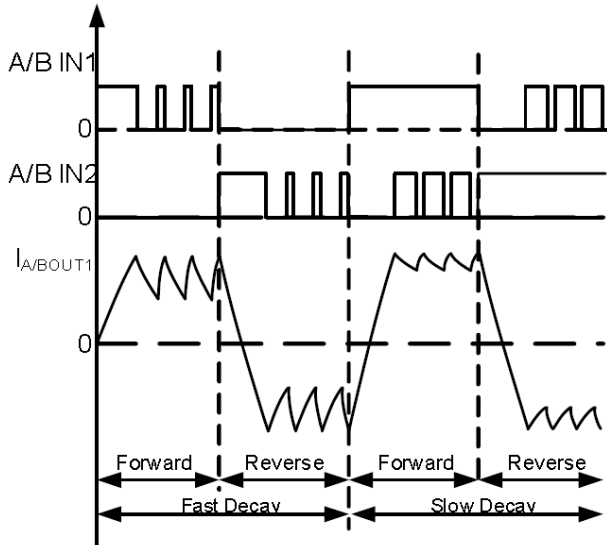 A/B IN1
0
A/B IN2
0
IA/BOUT1
0
Forward Reverse Forward Reverse
Fast Decay Slow Decay